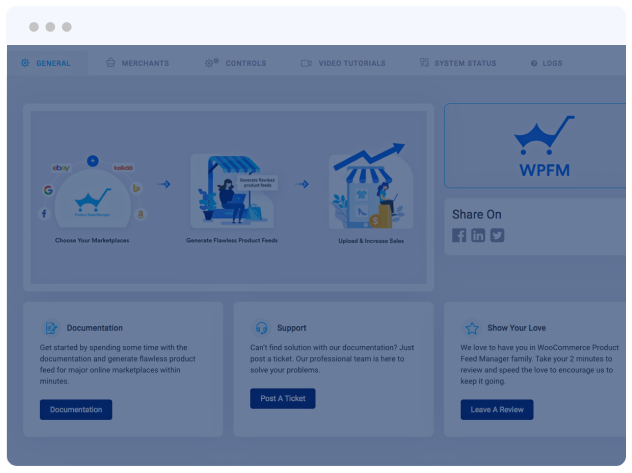 GENERAL
MERCHANTS
CONTROLS
VIDEO TUTORIALS
SYSTEM STATUS
LOGS
ebay
Product Feed Manager
Choose Your Marketplaces
Generate flawless
product feeds
Generate Flawless Product Feeds
Upload & Increase Sales
WPFM
Share On
Documentation
Get started by spending some time with the
documentation and generate flawless product
feed for major online marketplaces within
minutes.
Documentation
Support
Can't find solution with our documentation? Just
post a ticket. Our professional team is here to
solve your problems.
Post A Ticket
Show Your Love
We love to have you in WooCommerce Product
Feed Manager family. Take your 2 minutes to
review and speed the love to encourage us to
keep it going.
Leave A Review